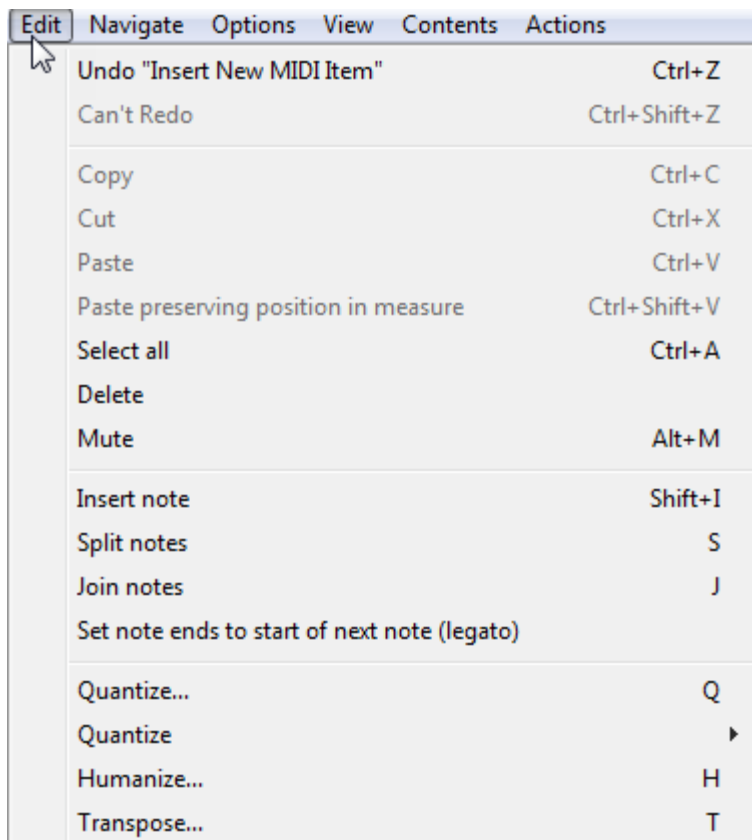 Edit Navigate Options View Contents Actions
Undo "Insert New MIDI Item" Ctrl+Z
Can't Redo Ctrl+Shift+Z
Copy Ctrl+C
Cut Ctrl+X
Paste Ctrl+V
Paste preserving position in measure Ctrl+Shift+V
Select all Ctrl+A
Delete
Mute Alt+M
Insert note Shift+I
Split notes S
Join notes J
Set note ends to start of next note (legato)
Quantize... Q
Quantize
Humanize... H
Transpose... T